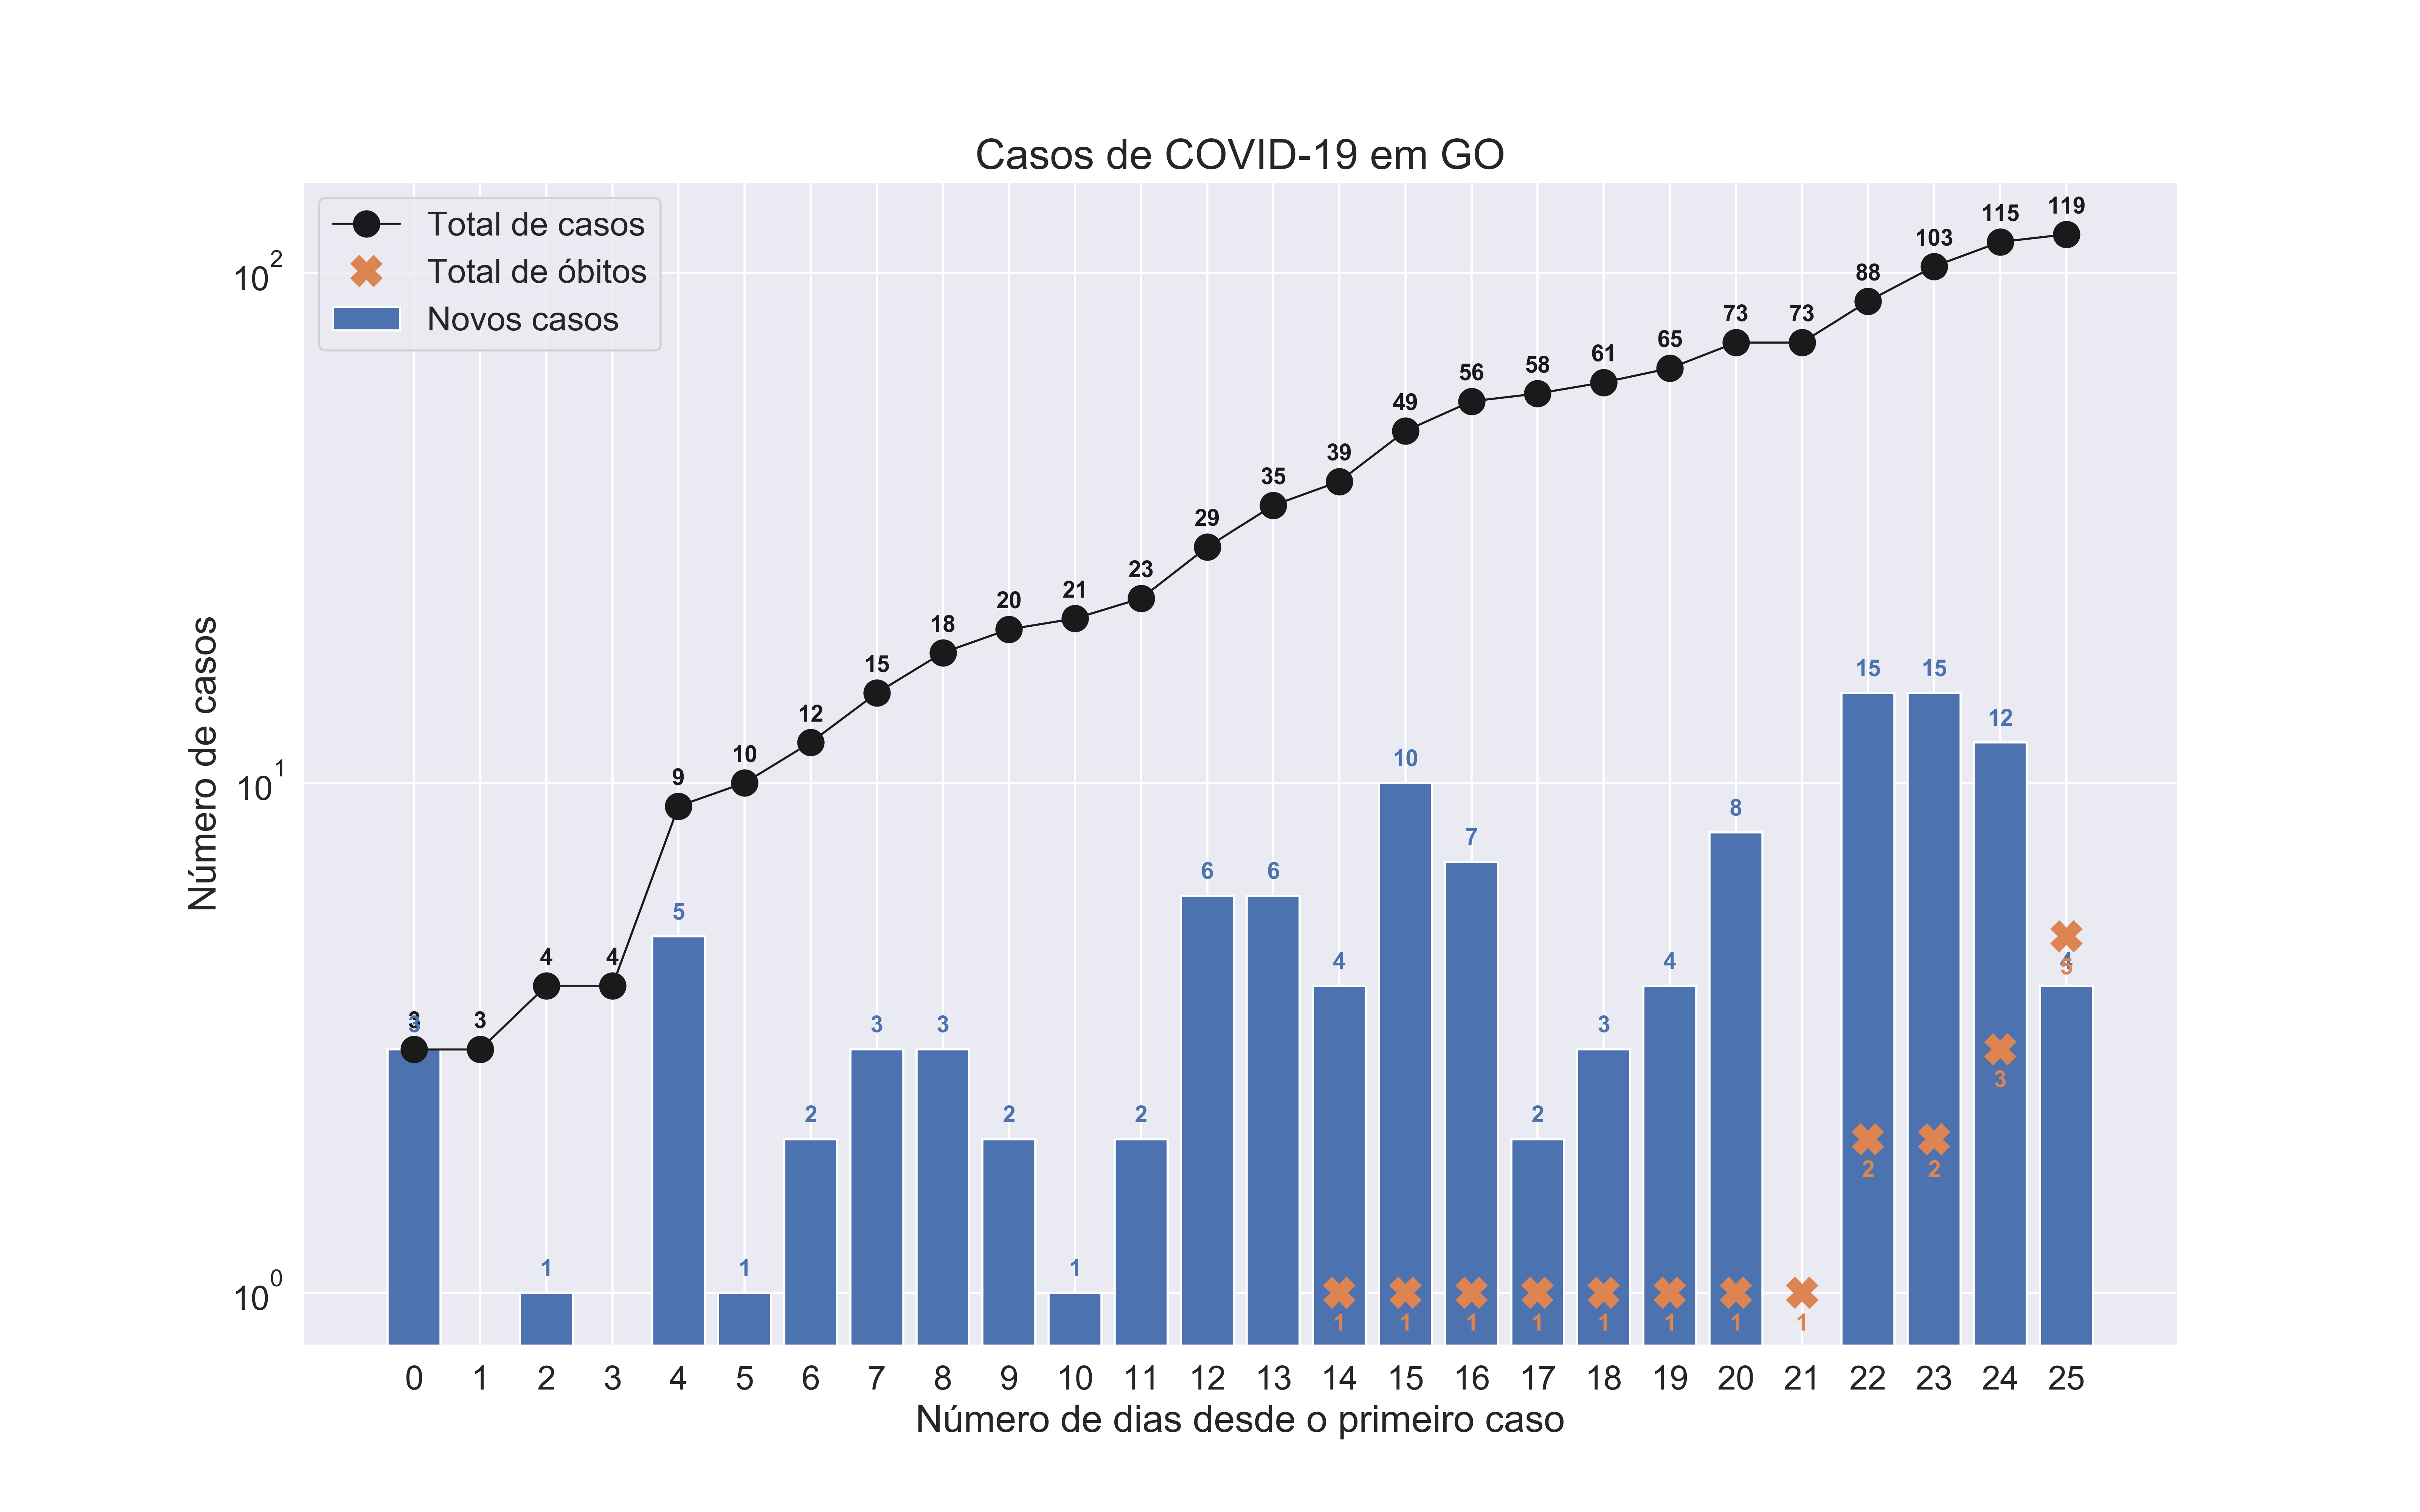 Casos de COVID-19 em GO
Total de casos
Total de óbitos
Novos casos
Número de casos
10^2
10^1
10^0
3 3 4 4 9 10 12 15 18 20 21 23 29 35 39 49 56 58 61 65 73 73 88 103 115 119
3 1 5 1 2 3 3 2 1 2 6 6 4 10 7 2 3 4 8 15 15 12 4
1 1 1 1 1 1 1 1 2 2 3 5
0 1 2 3 4 5 6 7 8 9 10 11 12 13 14 15 16 17 18 19 20 21 22 23 24 25
Número de dias desde o primeiro caso